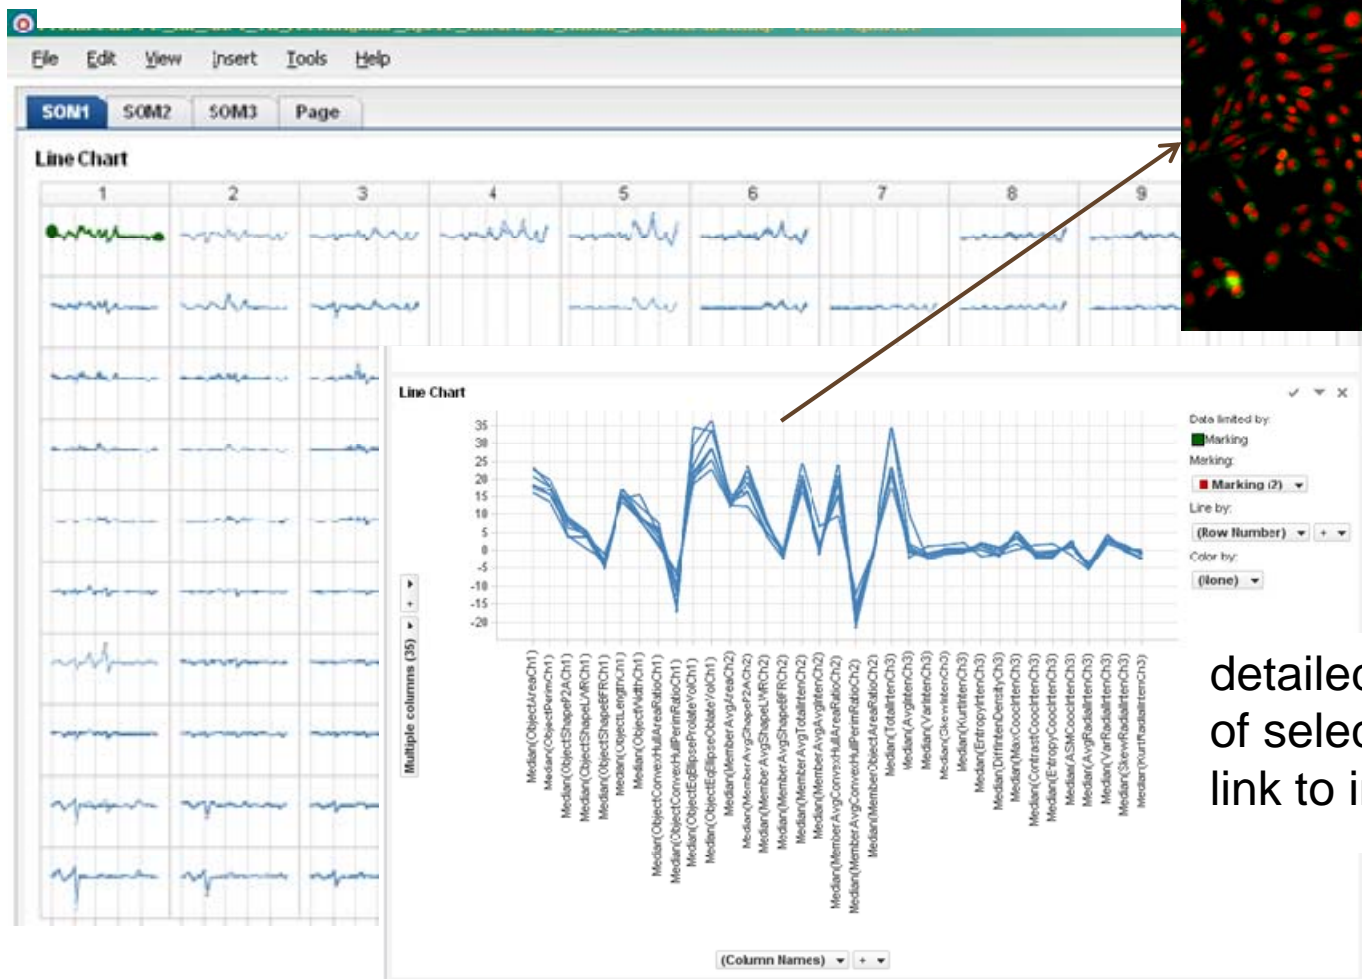 File Edit View Insert Tools Help
SOM1 SOM2 SOM3 Page
Line Chart
1 2 3 4 5 6 7 8 9
Line Chart
Data limited by:
Marking
Marking:
Marking (2)
Line by:
(Row Number) +
Color by:
(None)
35
30
25
20
15
10
5
0
-5
-10
-15
-20
Multiple columns (35) +
Median(ObjectAreaCh1)
Median(ObjectPerimCh1)
Median(ObjectShapeP2ACh1)
Median(ObjectShapeLWRCh1)
Median(ObjectShapeBFRCh1)
Median(ObjectLengthCh1)
Median(ObjectWidthCh1)
Median(ObjectConvexHullAreaRatioCh1)
Median(ObjectConvexHullPerimRatioCh1)
Median(ObjectEqEllipseProlateVolCh1)
Median(ObjectEqEllipseOblateVolCh1)
Median(MemberAvgAreaCh2)
Median(MemberAvgShapeP2ACh2)
Median(MemberAvgShapeLWRCh2)
Median(MemberAvgShapeBFRCh2)
Median(MemberAvgTotalIntenCh2)
Median(MemberAvgAvgIntenCh2)
Median(MemberAvgConvexHullAreaRatioCh2)
Median(MemberAvgConvexHullPerimRatioCh2)
Median(MemberObjectAreaRatioCh2)
Median(TotalIntenCh3)
Median(AvgIntenCh3)
Median(VarIntenCh3)
Median(SkewIntenCh3)
Median(KurtIntenCh3)
Median(EntropyIntenCh3)
Median(DiffIntenDensityCh3)
Median(MaxCoocIntenCh3)
Median(ContrastCoocIntenCh3)
Median(EntropyCoocIntenCh3)
Median(ASMCoocIntenCh3)
Median(AvgRadialIntenCh3)
Median(VarRadialIntenCh3)
Median(SkewRadialIntenCh3)
Median(KurtRadialIntenCh3)
(Column Names) +
detailed
of selec
link to i